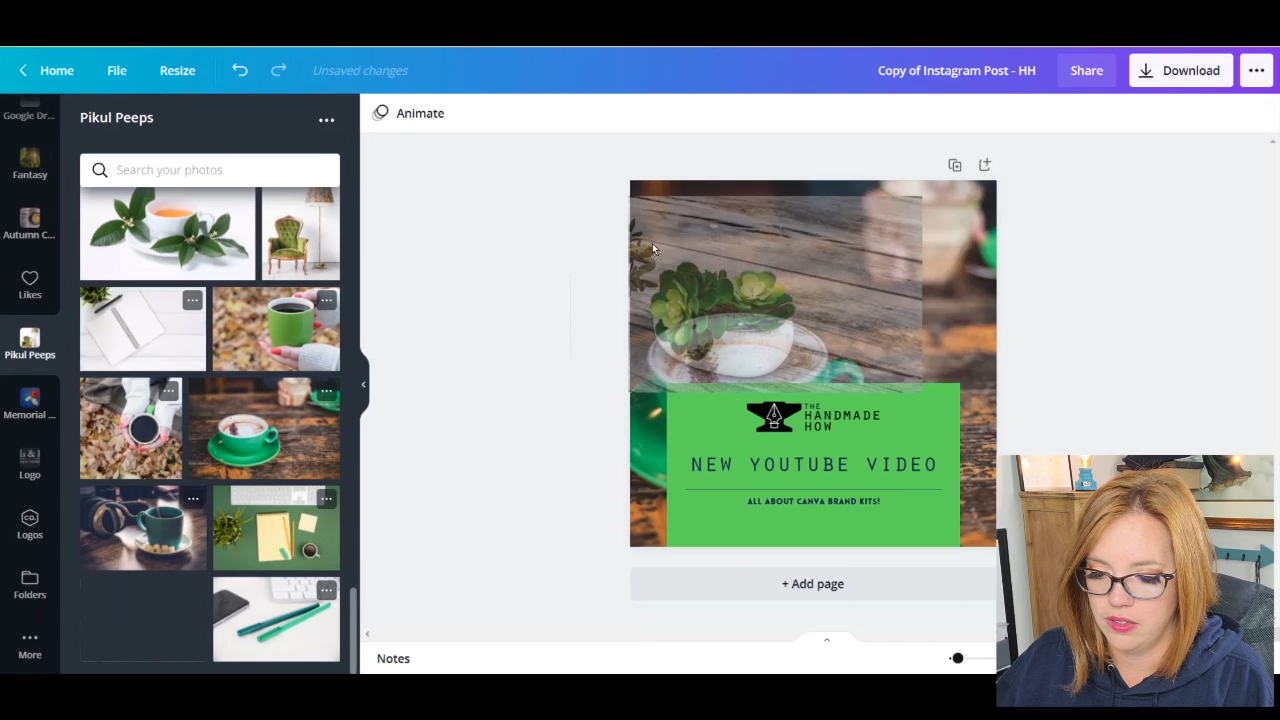 Home File Resize Unsaved changes Copy of Instagram Post - HH Share Download
Google Dr...
Fantasy
Autumn C...
Likes
Pikul Peeps
Memorial ...
Logo
Logos
Folders
More
Pikul Peeps
Search your photos
Animate
THE
HANDMADE
HOW
NEW YOUTUBE VIDEO
ALL ABOUT CANVA BRAND KITS!
+ Add page
Notes
co.